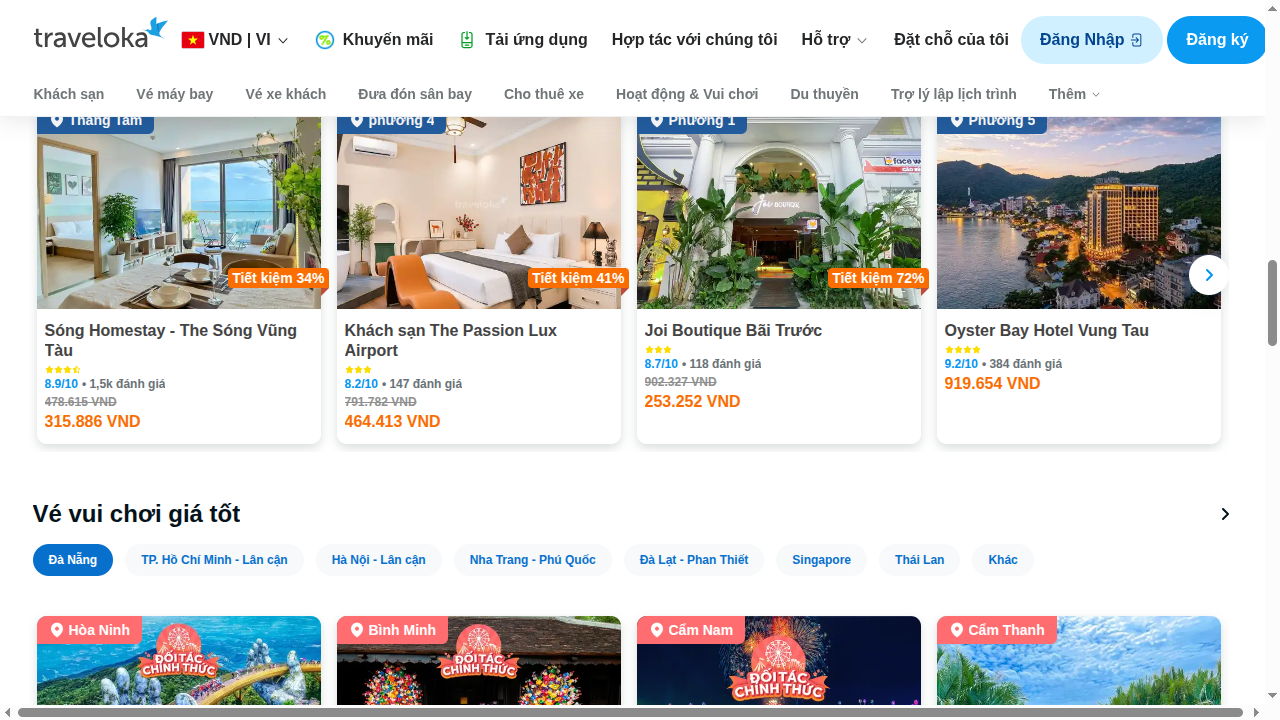 traveloka
VND | VI
Khuyến mãi
Tải ứng dụng
Hợp tác với chúng tôi
Hỗ trợ
Đặt chỗ của tôi
Đăng Nhập
Đăng ký
Khách sạn
Vé máy bay
Vé xe khách
Đưa đón sân bay
Cho thuê xe
Hoạt động & Vui chơi
Du thuyền
Trợ lý lập lịch trình
Thêm
Thắng Tam
phường 4
Phường 1
Phường 5
Tiết kiệm 34%
Tiết kiệm 41%
Tiết kiệm 72%
Sóng Homestay - The Sóng Vũng
Tàu
8.9/10 • 1,5k đánh giá
478.615 VND
315.886 VND
Khách sạn The Passion Lux
Airport
8.2/10 • 147 đánh giá
791.782 VND
464.413 VND
Joi Boutique Bãi Trước
8.7/10 • 118 đánh giá
902.327 VND
253.252 VND
Oyster Bay Hotel Vung Tau
9.2/10 • 384 đánh giá
919.654 VND
Vé vui chơi giá tốt
Đà Nẵng
TP. Hồ Chí Minh - Lân cận
Hà Nội - Lân cận
Nha Trang - Phú Quốc
Đà Lạt - Phan Thiết
Singapore
Thái Lan
Khác
Hòa Ninh
ĐỐI TÁC
CHÍNH THỨC
Bình Minh
ĐỐI TÁC
CHÍNH THỨC
Cẩm Nam
ĐỐI TÁC
CHÍNH THỨC
Cẩm Thanh